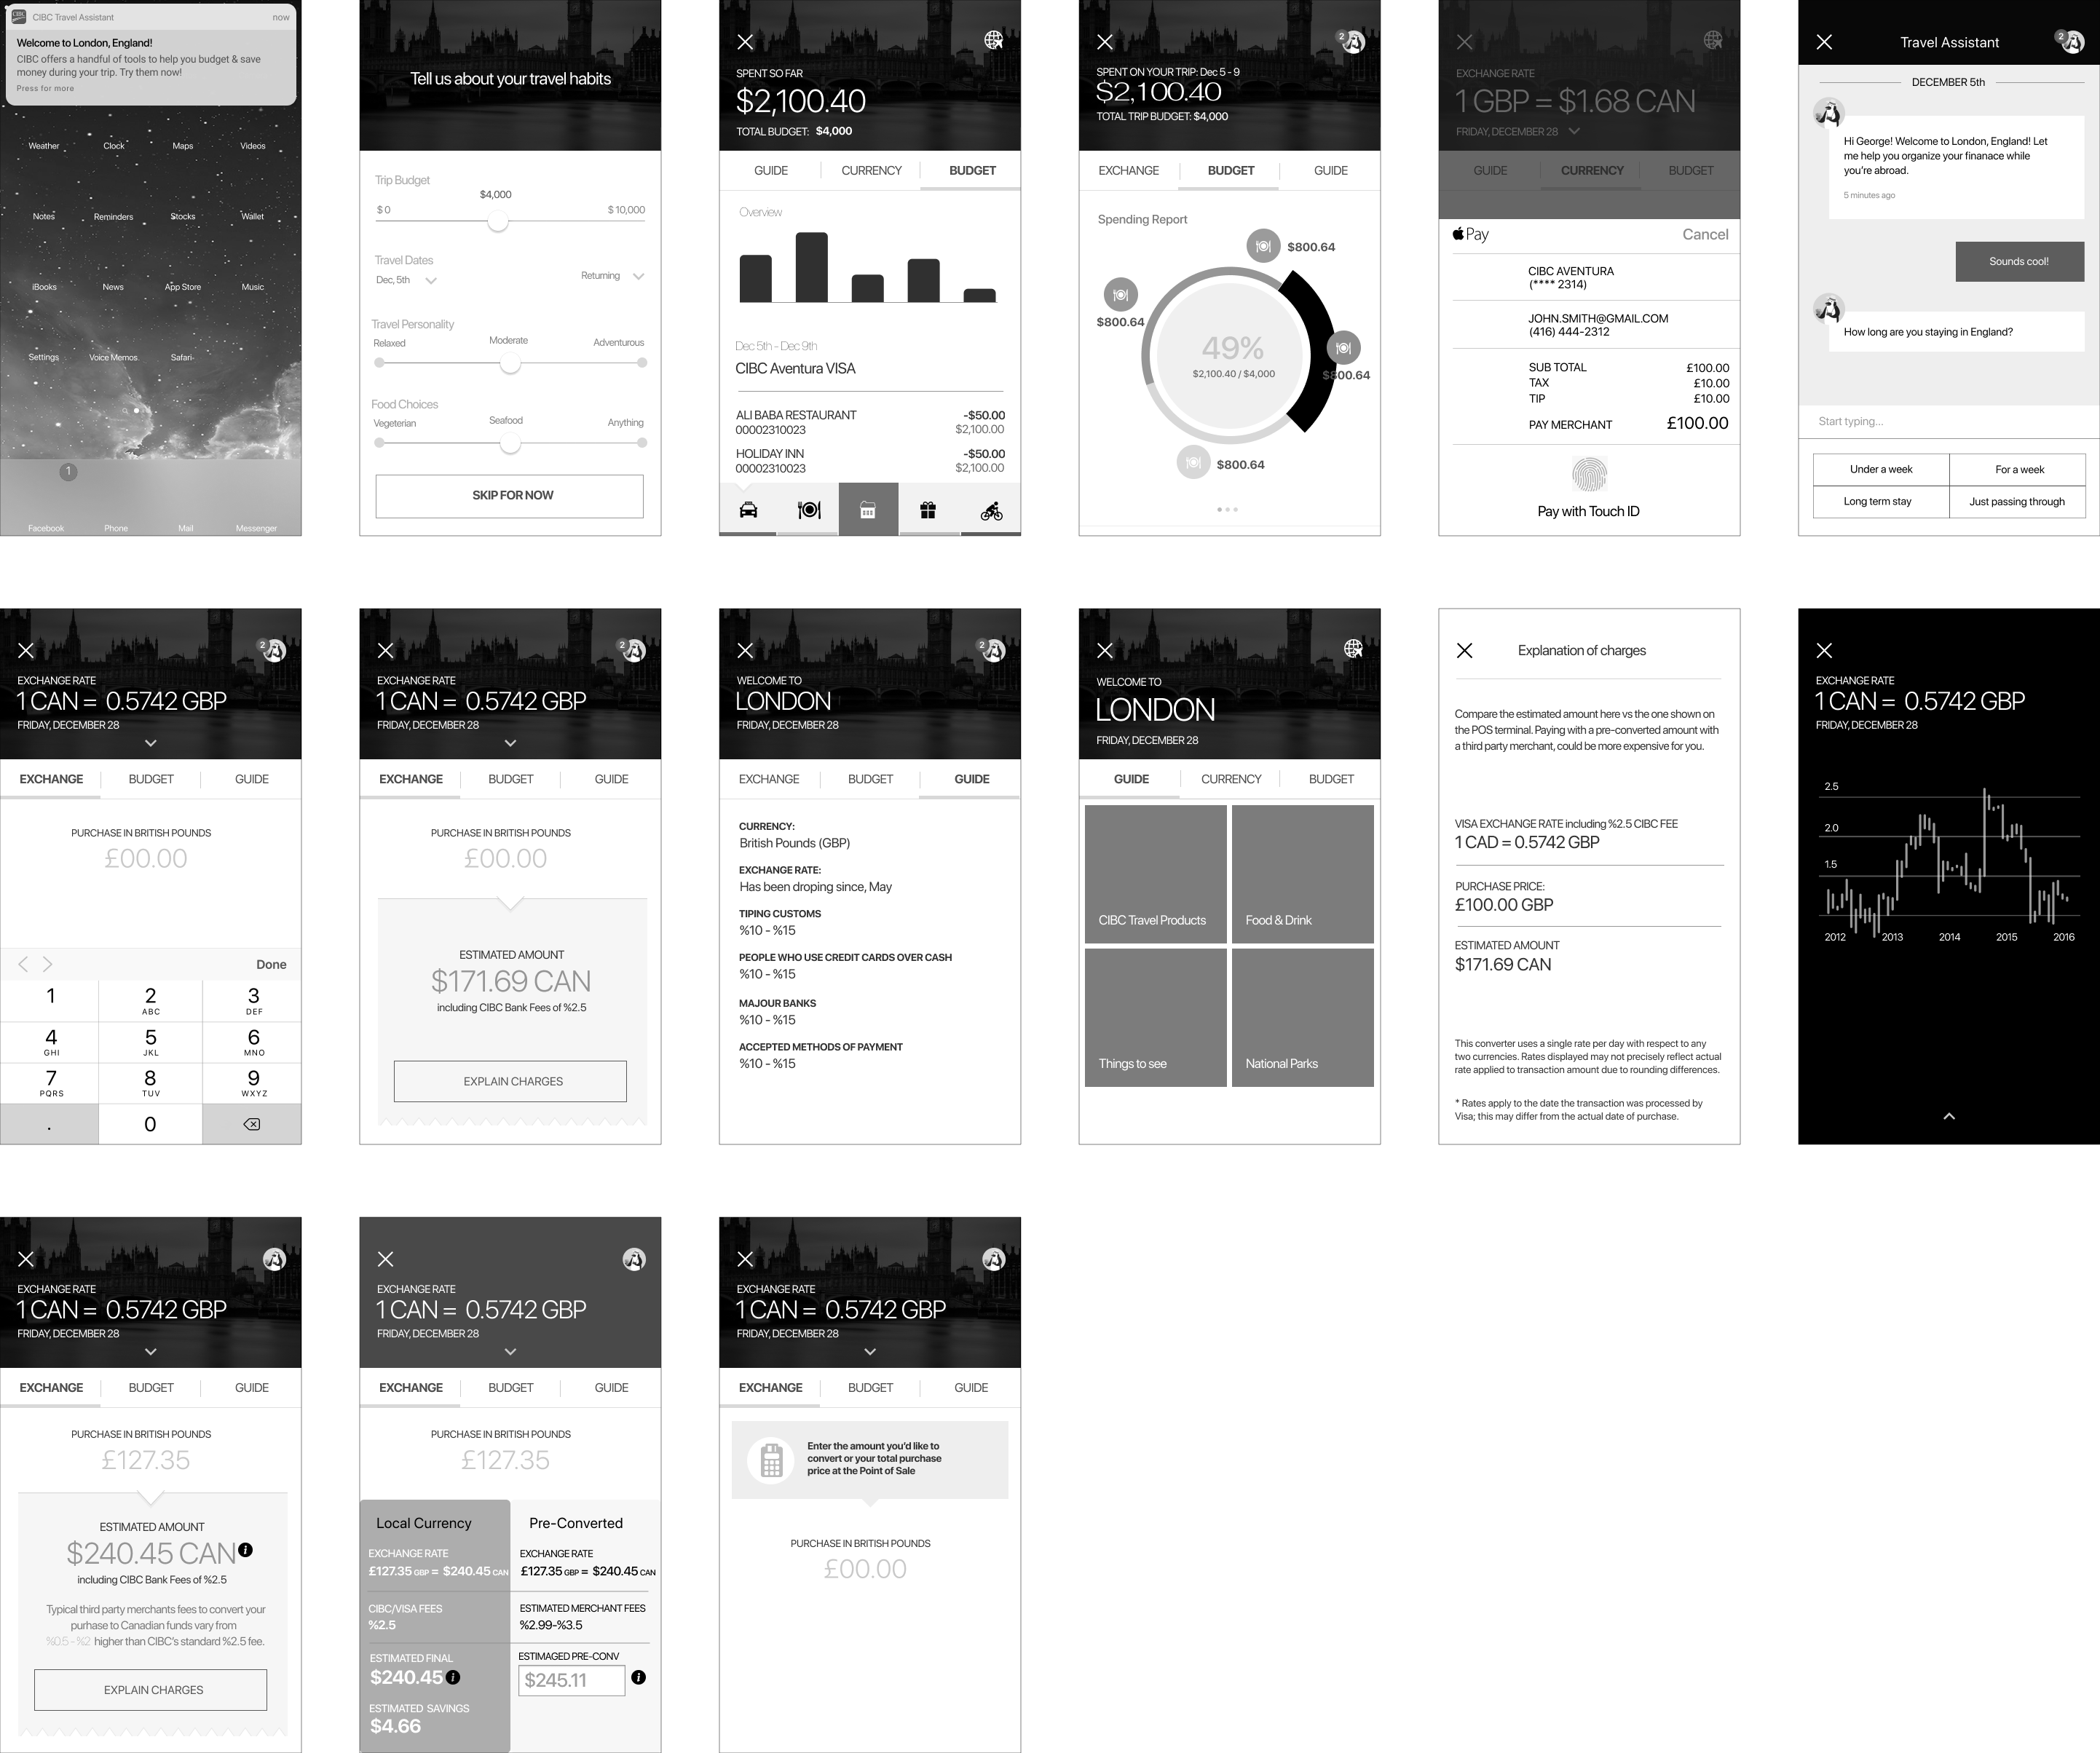 CIBC
CIBC Travel Assistant
now
Welcome to London, England!
CIBC offers a handful of tools to help you budget & save
money during your trip. Try them now!
Press for more
Weather
Clock
Maps
Videos
Notes
Reminders
Stocks
Wallet
iBooks
News
App Store
Music
Settings
Voice Memos
Safari
1
Facebook
Phone
Mail
Messenger
Tell us about your travel habits
Trip Budget
$4,000
$ 0
$ 10,000
Travel Dates
Dec, 5th
Returning
Travel Personality
Relaxed
Moderate
Adventurous
Food Choices
Vegeterian
Seafood
Anything
SKIP FOR NOW
SPENT SO FAR
$2,100.40
TOTAL BUDGET: $4,000
GUIDE
CURRENCY
BUDGET
Overview
Dec 5th - Dec 9th
CIBC Aventura VISA
ALI BABA RESTAURANT
-$50.00
00002310023
$2,100.00
HOLIDAY INN
-$50.00
00002310023
$2,100.00
2
SPENT ON YOUR TRIP: Dec 5 - 9
$2,100.40
TOTAL TRIP BUDGET: $4,000
EXCHANGE
BUDGET
GUIDE
Spending Report
$800.64
$800.64
49%
$2,100.40 / $4,000
$800.64
$800.64
EXCHANGE RATE
1 GBP = $1.68 CAN
FRIDAY, DECEMBER 28
GUIDE
CURRENCY
BUDGET
Pay
Cancel
CIBC AVENTURA
(**** 2314)
JOHN.SMITH@GMAIL.COM
(416) 444-2312
SUB TOTAL
£100.00
TAX
£10.00
TIP
£10.00
PAY MERCHANT
£100.00
Pay with Touch ID
Travel Assistant
2
DECEMBER 5th
Hi George! Welcome to London, England! Let
me help you organize your finanace while
you're abroad.
5 minutes ago
Sounds cool!
How long are you staying in England?
Start typing...
Under a week
For a week
Long term stay
Just passing through
2
EXCHANGE RATE
1 CAN = 0.5742 GBP
FRIDAY, DECEMBER 28
EXCHANGE
BUDGET
GUIDE
PURCHASE IN BRITISH POUNDS
£00.00
Done
1
2
ABC
3
DEF
4
GHI
5
JKL
6
MNO
7
PQRS
8
TUV
9
WXYZ
.
0
2
EXCHANGE RATE
1 CAN = 0.5742 GBP
FRIDAY, DECEMBER 28
EXCHANGE
BUDGET
GUIDE
PURCHASE IN BRITISH POUNDS
£00.00
ESTIMATED AMOUNT
$171.69 CAN
including CIBC Bank Fees of %2.5
EXPLAIN CHARGES
2
WELCOME TO
LONDON
FRIDAY, DECEMBER 28
EXCHANGE
BUDGET
GUIDE
CURRENCY:
British Pounds (GBP)
EXCHANGE RATE:
Has been droping since, May
TIPING CUSTOMS
%10 - %15
PEOPLE WHO USE CREDIT CARDS OVER CASH
%10 - %15
MAJOUR BANKS
%10 - %15
ACCEPTED METHODS OF PAYMENT
%10 - %15
WELCOME TO
LONDON
FRIDAY, DECEMBER 28
GUIDE
CURRENCY
BUDGET
CIBC Travel Products
Food & Drink
Things to see
National Parks
Explanation of charges
Compare the estimated amount here vs the one shown on
the POS terminal. Paying with a pre-converted amount with
a third party merchant, could be more expensive for you.
VISA EXCHANGE RATE including %2.5 CIBC FEE
1 CAD = 0.5742 GBP
PURCHASE PRICE:
£100.00 GBP
ESTIMATED AMOUNT
$171.69 CAN
This converter uses a single rate per day with respect to any
two currencies. Rates displayed may not precisely reflect actual
rate applied to transaction amount due to rounding differences.
* Rates apply to the date the transaction was processed by
Visa; this may differ from the actual date of purchase.
EXCHANGE RATE
1 CAN = 0.5742 GBP
FRIDAY, DECEMBER 28
2.5
2.0
1.5
2012
2013
2014
2015
2016
EXCHANGE RATE
1 CAN = 0.5742 GBP
FRIDAY, DECEMBER 28
EXCHANGE
BUDGET
GUIDE
PURCHASE IN BRITISH POUNDS
£127.35
ESTIMATED AMOUNT
$240.45 CAN
i
including CIBC Bank Fees of %2.5
Typical third party merchants fees to convert your
purhase to Canadian funds vary from
%0.5 - %2 higher than CIBC's standard %2.5 fee.
EXPLAIN CHARGES
EXCHANGE RATE
1 CAN = 0.5742 GBP
FRIDAY, DECEMBER 28
EXCHANGE
BUDGET
GUIDE
PURCHASE IN BRITISH POUNDS
£127.35
Local Currency
EXCHANGE RATE
£127.35 GBP = $240.45 CAN
CIBC/VISA FEES
%2.5
ESTIMATED FINAL
$240.45
i
ESTIMATED SAVINGS
$4.66
Pre-Converted
EXCHANGE RATE
£127.35 GBP = $240.45 CAN
ESTIMATED MERCHANT FEES
%2.99-%3.5
ESTIMAGED PRE-CONV
$245.11
i
EXCHANGE RATE
1 CAN = 0.5742 GBP
FRIDAY, DECEMBER 28
EXCHANGE
BUDGET
GUIDE
Enter the amount you'd like to
convert or your total purchase
price at the Point of Sale
PURCHASE IN BRITISH POUNDS
£00.00